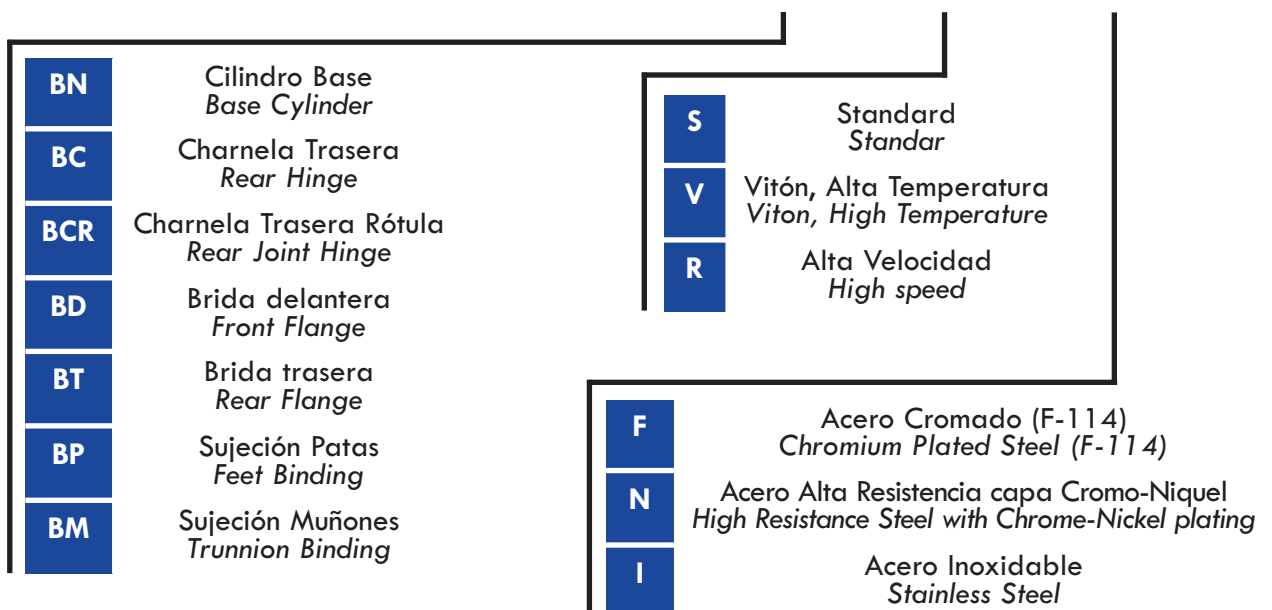 BN
Cilindro Base
Base Cylinder
BC
Charnela Trasera
Rear Hinge
BCR
Charnela Trasera Rótula
Rear Joint Hinge
BD
Brida delantera
Front Flange
BT
Brida trasera
Rear Flange
BP
Sujeción Patas
Feet Binding
BM
Sujeción Muñones
Trunnion Binding
S
Standard
Standar
V
Vitón, Alta Temperatura
Viton, High Temperature
R
Alta Velocidad
High speed
F
Acero Cromado (F-114)
Chromium Plated Steel (F-114)
N
Acero Alta Resistencia capa Cromo-Niquel
High Resistance Steel with Chrome-Nickel plating
I
Acero Inoxidable
Stainless Steel